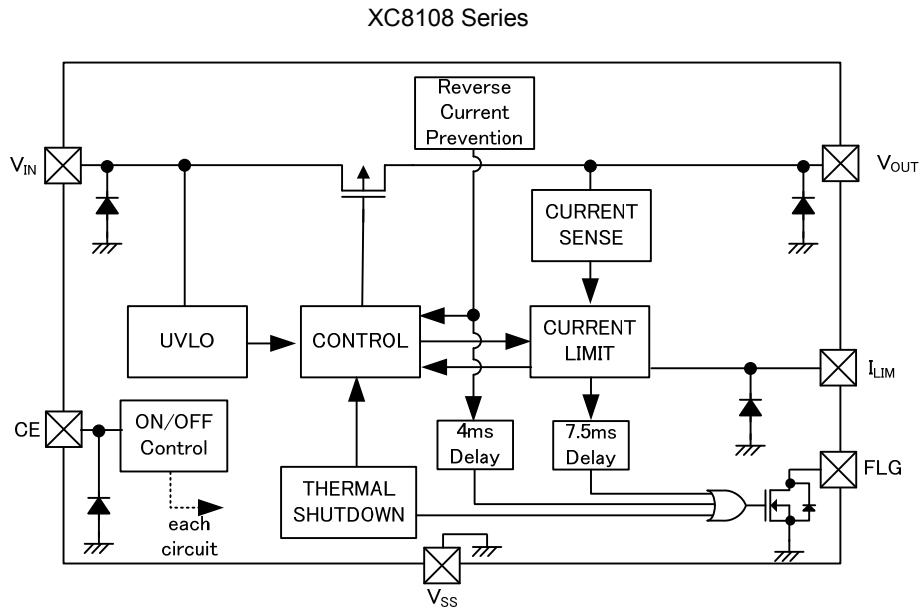 XC8108 Series
Reverse
Current
Prevention
VIN
VOUT
CURRENT
SENSE
UVLO
CONTROL
CURRENT
LIMIT
ILIM
CE
ON/OFF
Control
4ms
Delay
7.5ms
Delay
FLG
THERMAL
SHUTDOWN
each
circuit
VSS